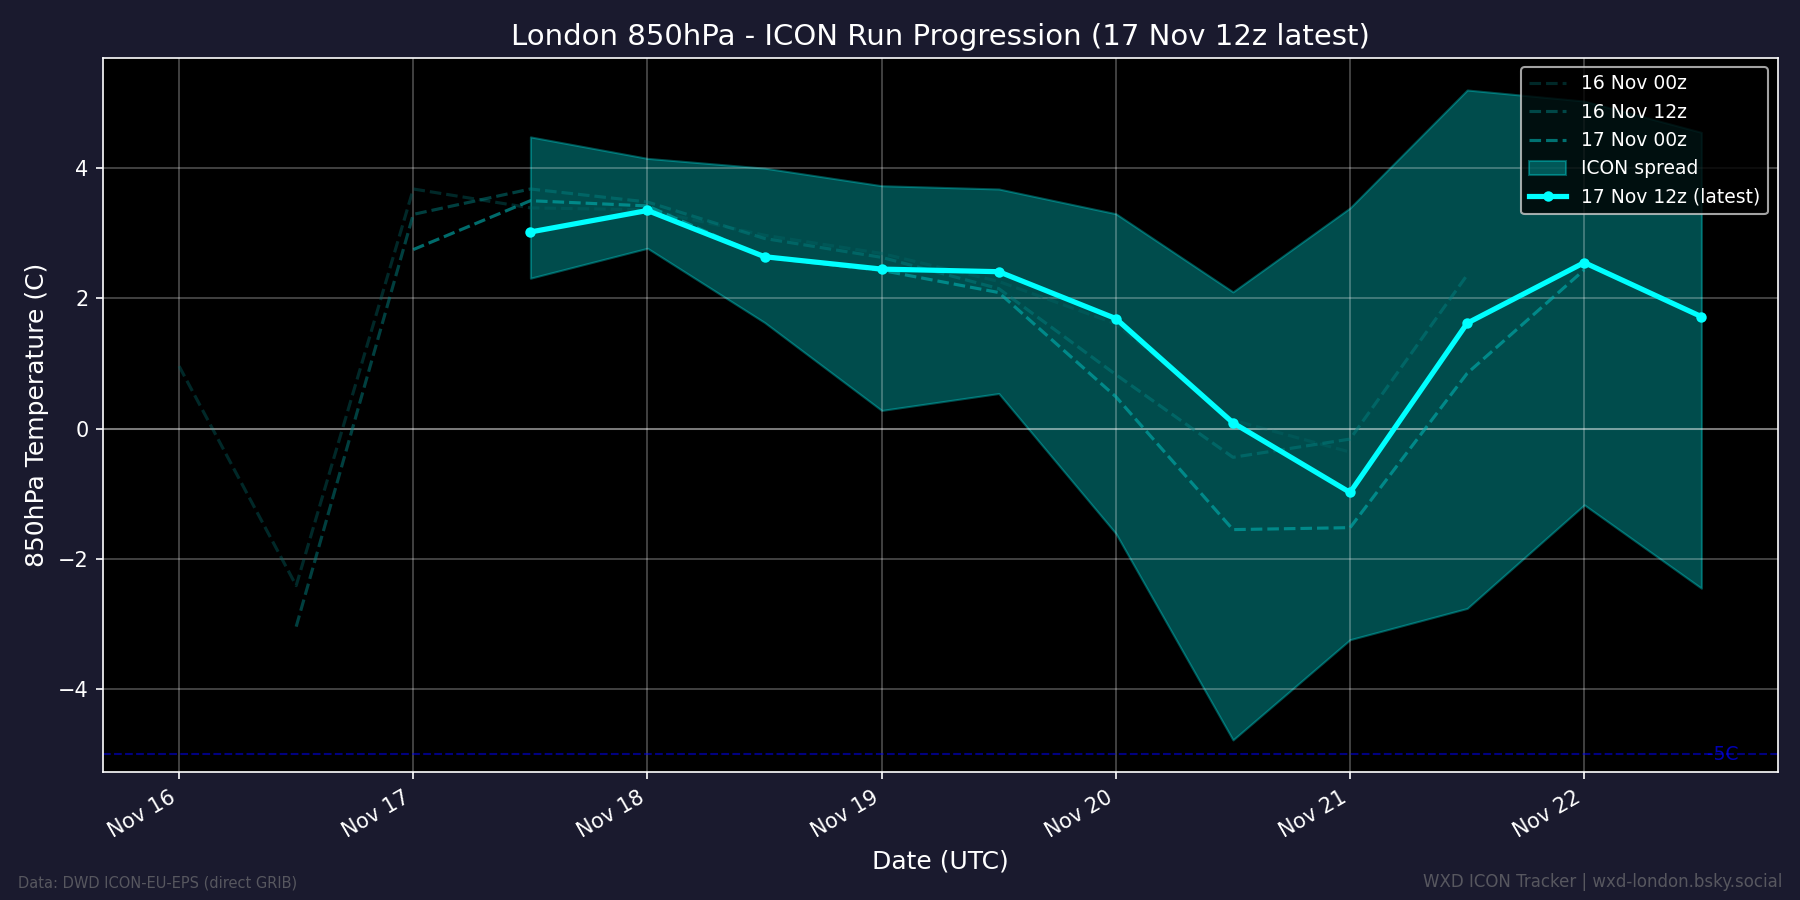 London 850hPa - ICON Run Progression (17 Nov 12z latest)
16 Nov 00z
16 Nov 12z
17 Nov 00z
ICON spread
17 Nov 12z (latest)
850hPa Temperature (C)
4
2
0
−2
−4
-5C
Nov 16
Nov 17
Nov 18
Nov 19
Nov 20
Nov 21
Nov 22
Date (UTC)
Data: DWD ICON-EU-EPS (direct GRIB)
WXD ICON Tracker | wxd-london.bsky.social